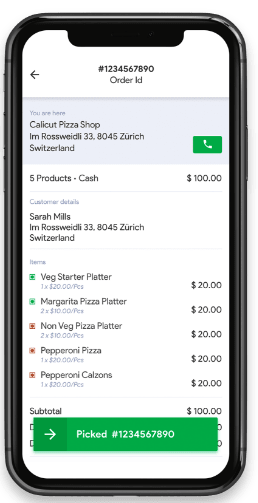 #1234567890
Order Id
You are here
Calicut Pizza Shop
Im Rossweidli 33, 8045 Zürich
Switzerland
5 Products - Cash $ 100.00
Customer details
Sarah Mills
Im Rossweidli 33, 8045 Zürich
Switzerland
Items
Veg Starter Platter
1 x $20.00/Pcs $ 20.00
Margarita Pizza Platter
2 x $10.00/Pcs $ 20.00
Non Veg Pizza Platter
2 x $10.00/Pcs $ 20.00
Pepperoni Pizza
1 x $20.00/Pcs $ 20.00
Pepperoni Calzons
1 x $20.00/Pcs $ 20.00
Subtotal $ 100.00
Picked #1234567890